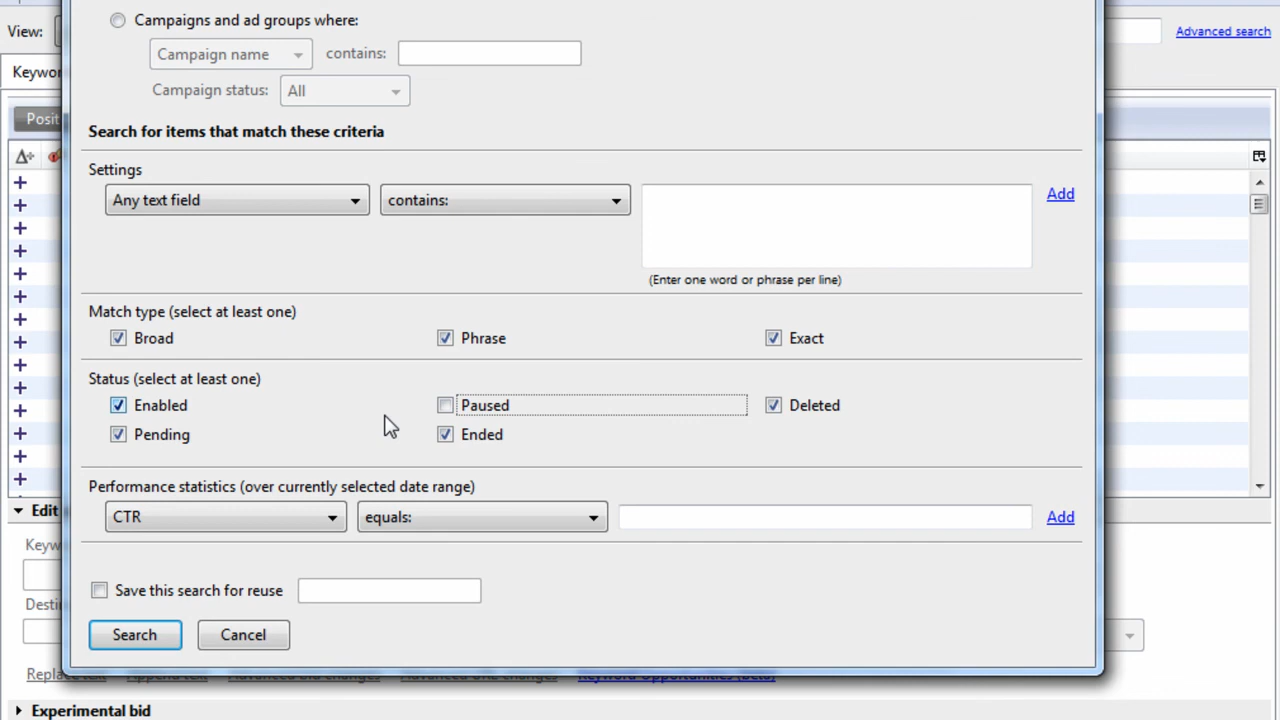 Campaigns and ad groups where:
View:
Advanced search
Campaign name contains:
Keywor
Campaign status: All
Posit
Search for items that match these criteria
Settings
Any text field contains: Add
(Enter one word or phrase per line)
Match type (select at least one)
Broad Phrase Exact
Status (select at least one)
Enabled Paused Deleted
Pending Ended
Performance statistics (over currently selected date range)
Edit
CTR equals: Add
Keyw
Save this search for reuse
Destin
Search Cancel
Experimental bid